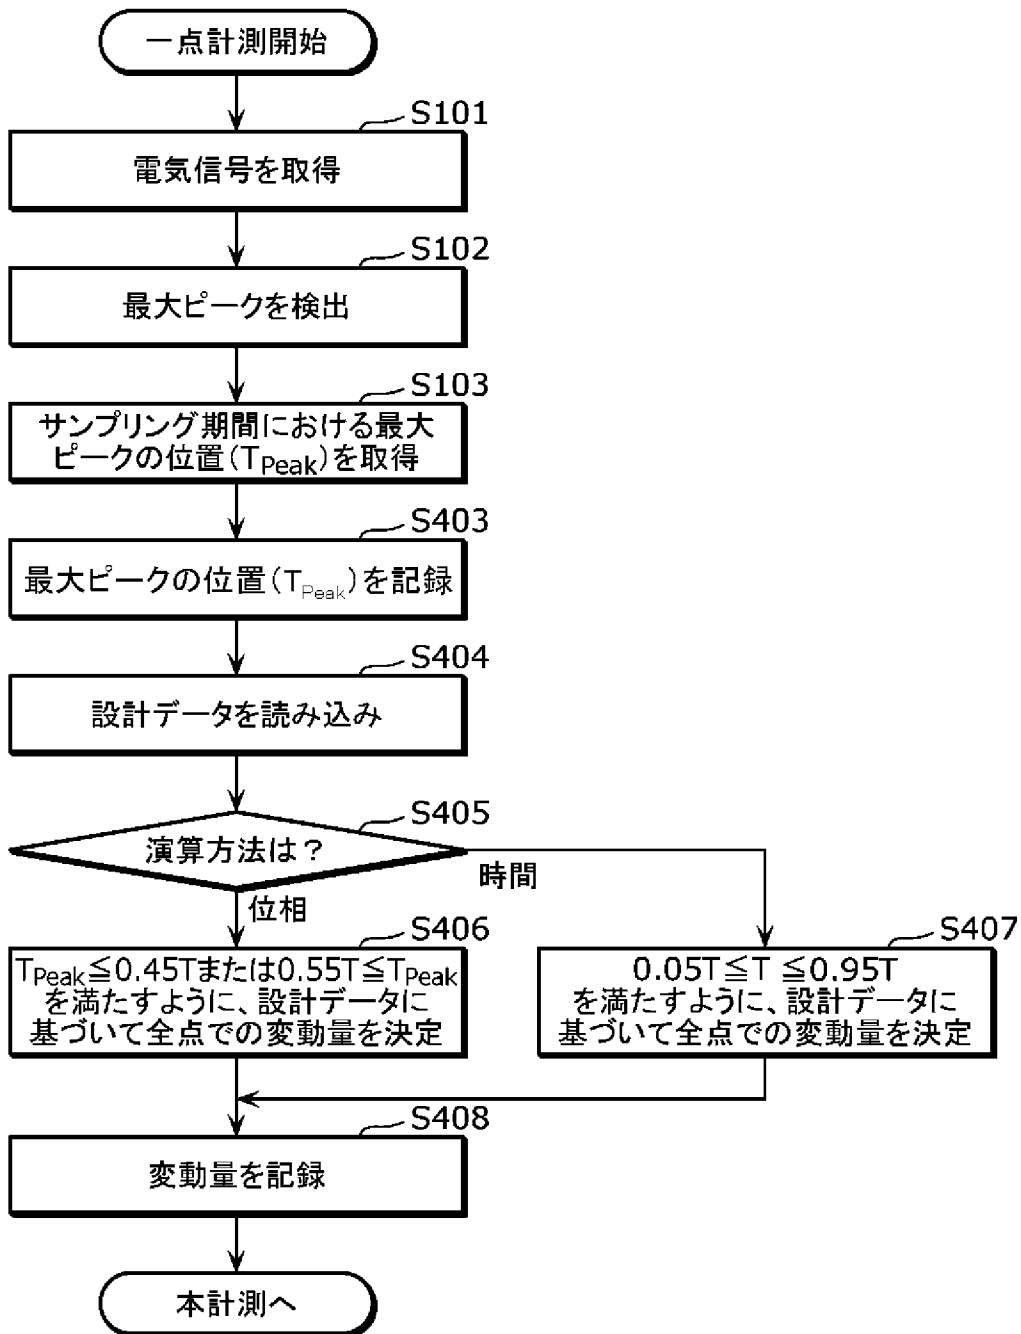 一点計測開始
S101
電気信号を取得
S102
最大ピークを検出
S103
サンプリング期間における最大
ピークの位置(TPeak)を取得
S403
最大ピークの位置(TPeak)を記録
S404
設計データを読み込み
S405
演算方法は?
時間
位相
S406
TPeak≦0.45Tまたは0.55T≦TPeak
を満たすように、設計データに
基づいて全点での変動量を決定
S407
0.05T≦T ≦0.95T
を満たすように、設計データに
基づいて全点での変動量を決定
S408
変動量を記録
本計測へ